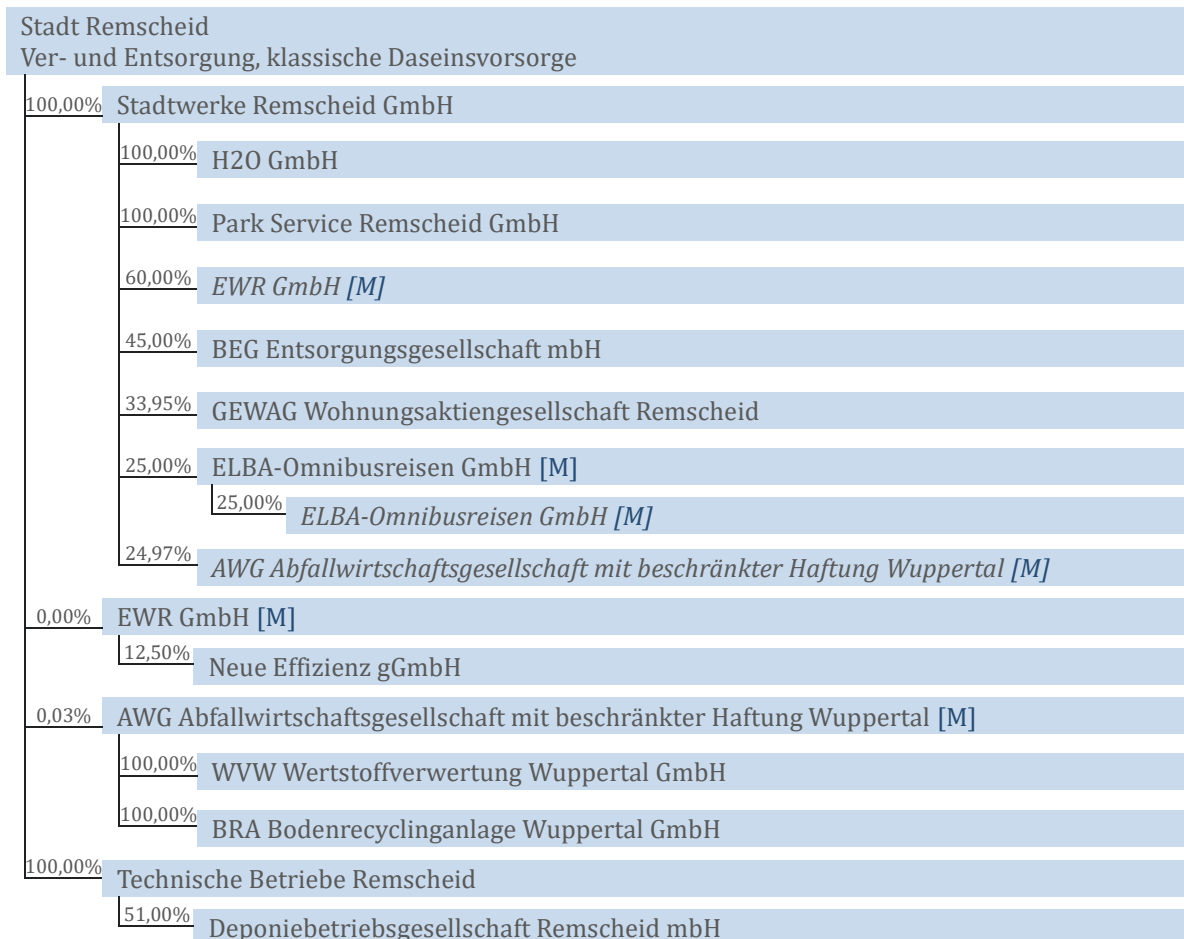 Stadt Remscheid
Ver- und Entsorgung, klassische Daseinsvorsorge
100,00% Stadtwerke Remscheid GmbH
100,00% H2O GmbH
100,00% Park Service Remscheid GmbH
60,00% EWR GmbH [M]
45,00% BEG Entsorgungsgesellschaft mbH
33,95% GEWAG Wohnungsaktiengesellschaft Remscheid
25,00% ELBA-Omnibusreisen GmbH [M]
25,00% ELBA-Omnibusreisen GmbH [M]
24,97% AWG Abfallwirtschaftsgesellschaft mit beschränkter Haftung Wuppertal [M]
0,00% EWR GmbH [M]
12,50% Neue Effizienz gGmbH
0,03% AWG Abfallwirtschaftsgesellschaft mit beschränkter Haftung Wuppertal [M]
100,00% WVW Wertstoffverwertung Wuppertal GmbH
100,00% BRA Bodenrecyclinganlage Wuppertal GmbH
100,00% Technische Betriebe Remscheid
51,00% Deponiebetriebsgesellschaft Remscheid mbH